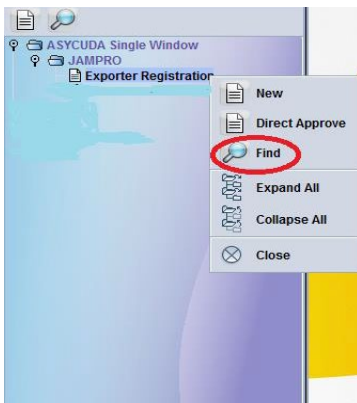 ASYCUDA Single Window
JAMPRO
Exporter Registration
New
Direct Approve
Find
Expand All
Collapse All
Close